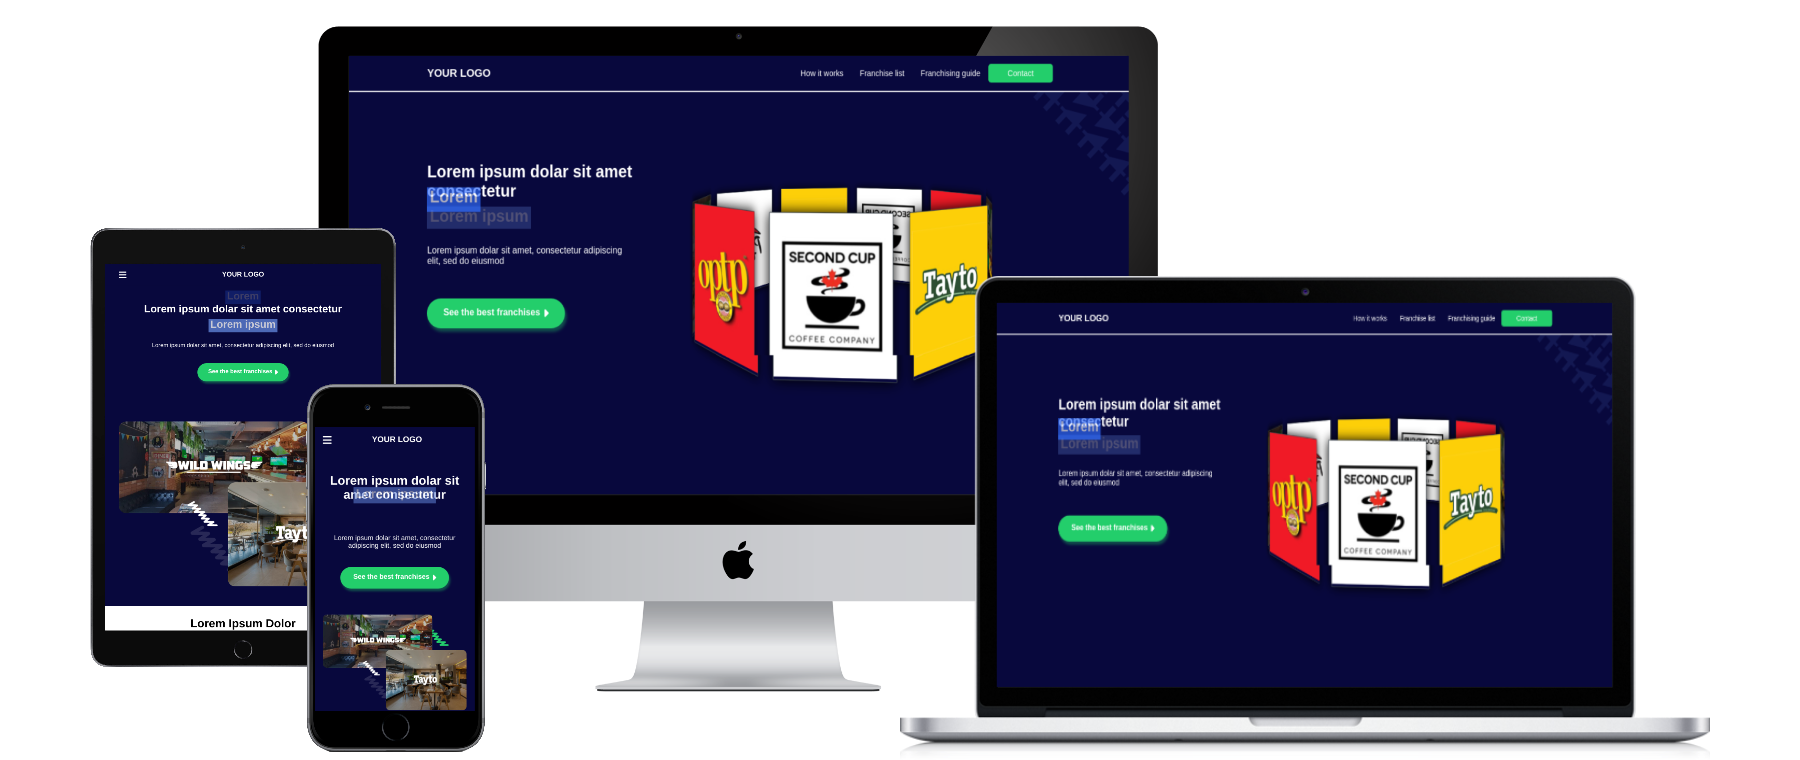 YOUR LOGO
How it works
Franchise list
Franchising guide
Contact
Lorem ipsum dolar sit amet
consectetur
Lorem
Lorem ipsum
Lorem ipsum dolar sit amet, consectetur adipiscing
elit, sed do eiusmod
See the best franchises
optp
SECOND CUP
COFFEE COMPANY
Tayto
SECOND CUP
YOUR LOGO
Lorem
Lorem ipsum dolar sit amet consectetur
Lorem ipsum
Lorem ipsum dolar sit amet, consectetur adipiscing elit, sed do eiusmod
See the best franchises
WILD WINGS
Tayt
Lorem Ipsum Dolor
YOUR LOGO
Lorem ipsum dolar sit
amet consectetur
Lorem ipsum dolar sit amet, consectetur
adipiscing elit, sed do eiusmod
See the best franchises
WILD WINGS
Tayto
YOUR LOGO
How it works
Franchise list
Franchising guide
Contact
Lorem ipsum dolar sit amet
consectetur
Lorem
Lorem ipsum
Lorem ipsum dolar sit amet, consectetur adipiscing
elit, sed do eiusmod
See the best franchises
optp
SECOND CUP
COFFEE COMPANY
Tayto
SECOND CUP